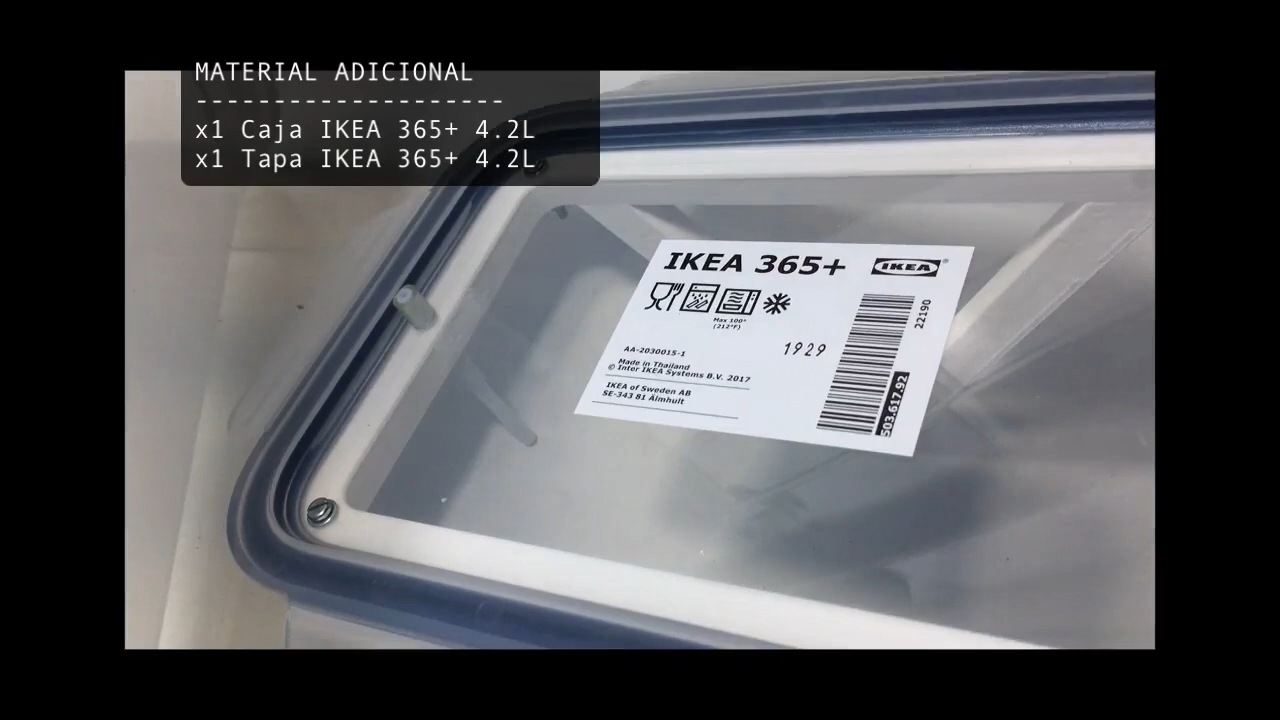 MATERIAL ADICIONAL
--------------------
x1 Caja IKEA 365+ 4.2L
x1 Tapa IKEA 365+ 4.2L
IKEA 365+
IKEA®
Max 100°
(212°F)
22190
1929
AA-2030015-1
Made in Thailand
© Inter IKEA Systems B.V. 2017
IKEA of Sweden AB
SE-343 81 Älmhult
503.617.92